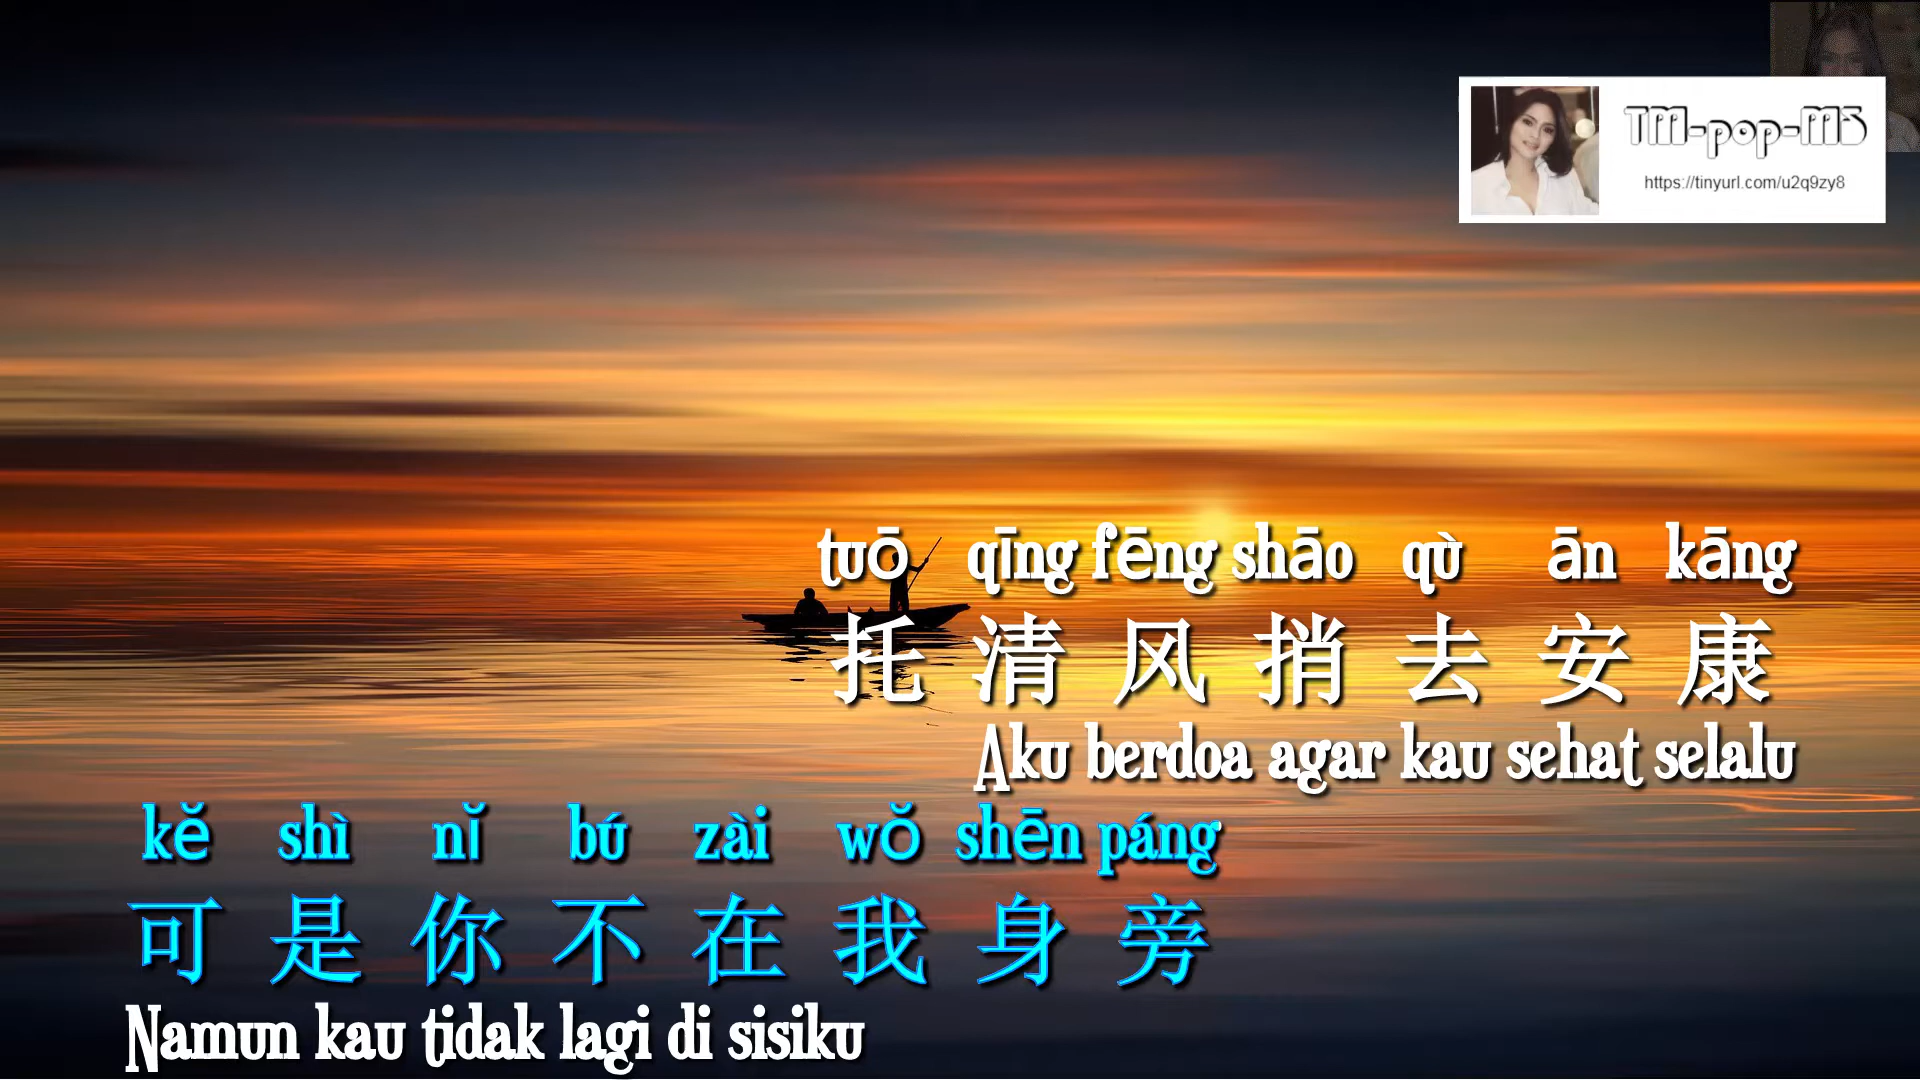 TM-pop-M3
https://tinyurl.com/u2q9zy8
tuō qīng fēng shāo qù ān kāng
托 清 风 捎 去 安 康
Aku berdoa agar kau sehat selalu
kě shì nǐ bú zài wǒ shēn páng
可 是 你 不 在 我 身 旁
Namun kau tidak lagi di sisiku